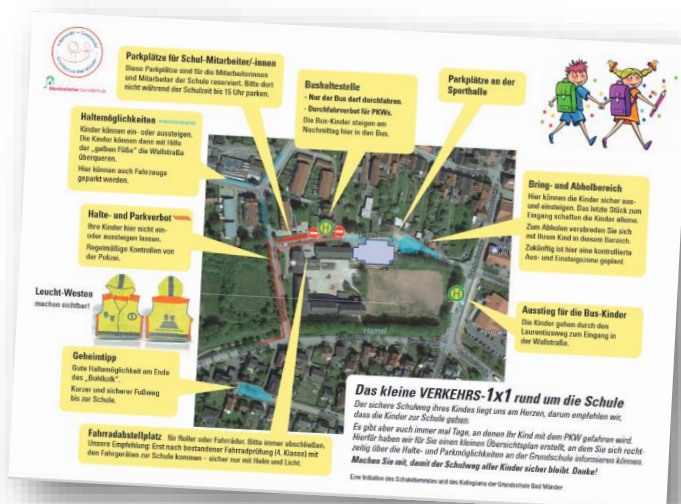 Parkplätze für Schul-Mitarbeiter/-innen
Diese Parkplätze sind für die Mitarbeiterinnen
und Mitarbeiter der Schule reserviert. Bitte dort
nicht während der Schulzeit bis 15 Uhr parken.
Bushaltestelle
- Nur der Bus darf durchfahren.
- Durchfahrverbot für PKWs.
Die Bus-Kinder steigen am
Nachmittag hier in den Bus.
Parkplätze an der
Sporthalle
Haltemöglichkeiten
Kinder können ein- oder aussteigen.
Die Kinder können dann mit Hilfe
der „gelben Füße" die Wallstraße
überqueren.
Hier können auch Fahrzeuge
geparkt werden.
Bring- und Abholbereich
Hier können die Kinder sicher aus-
und einsteigen. Das letzte Stück zum
Eingang schaffen die Kinder alleine.
Zum Abholen verabreden Sie sich
mit Ihrem Kind in diesem Bereich.
Zukünftig ist hier eine kontrollierte
Aus- und Einsteigezone geplant.
Halte- und Parkverbot
Ihre Kinder hier nicht ein-
oder aussteigen lassen.
Regelmäßige Kontrollen von
der Polizei.
H
H
Leucht-Westen
machen sichtbar!
Ausstieg für die Bus-Kinder
Die Kinder gehen durch den
Laurentiusweg zum Eingang in
der Wallstraße.
Hamel
Geheimtipp
Gute Haltemöglichkeit am Ende
des „Bohlkolk".
Kurzer und sicherer Fußweg
bis zur Schule.
Fahrradabstellplatz für Roller oder Fahrräder. Bitte immer abschließen.
Unsere Empfehlung: Erst nach bestandener Fahrradprüfung (4. Klasse) mit
den Fahrgeräten zur Schule kommen – sicher nur mit Helm und Licht.
Das kleine VERKEHRS-1x1 rund um die Schule
Der sichere Schulweg ihres Kindes liegt uns am Herzen, darum empfehlen wir,
dass die Kinder zur Schule gehen.
Es gibt aber auch immer mal Tage, an denen Ihr Kind mit dem PKW gefahren wird.
Hierfür haben wir für Sie einen kleinen Übersichtsplan erstellt, an dem Sie sich recht-
zeitig über die Halte- und Parkmöglichkeiten an der Grundschule informieren können.
Machen Sie mit, damit der Schulweg aller Kinder sicher bleibt. Danke!
Eine Initiative des Schulelternrates und des Kollegiums der Grundschule Bad Münder